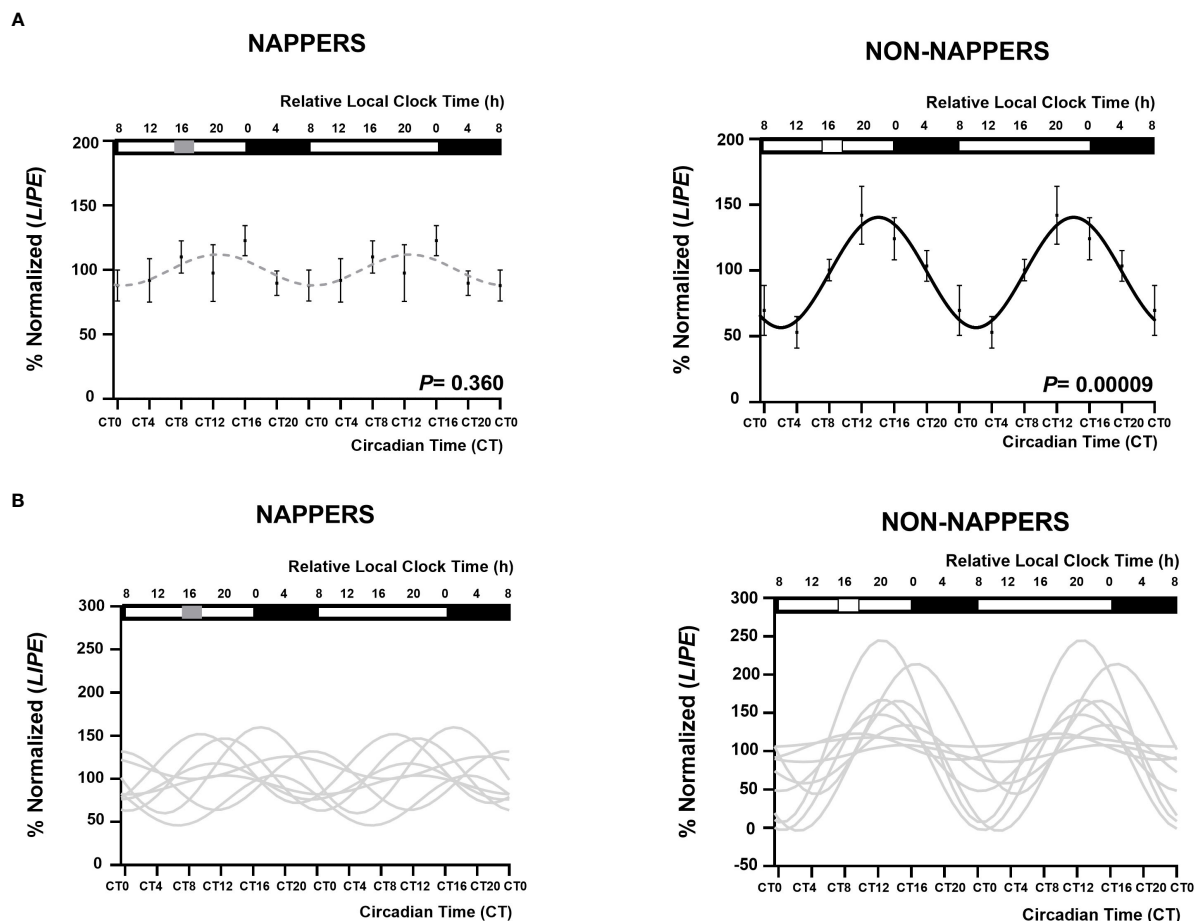 A
NAPPERS
Relative Local Clock Time (h)
8 12 16 20 0 4 8 12 16 20 0 4 8
200
150
100
50
0
% Normalized (LIPE)
P= 0.360
CT0 CT4 CT8 CT12 CT16 CT20 CT0 CT4 CT8 CT12 CT16 CT20 CT0
Circadian Time (CT)
NON-NAPPERS
Relative Local Clock Time (h)
8 12 16 20 0 4 8 12 16 20 0 4 8
200
150
100
50
0
% Normalized (LIPE)
P= 0.00009
CT0 CT4 CT8 CT12 CT16 CT20 CT0 CT4 CT8 CT12 CT16 CT20 CT0
Circadian Time (CT)
B
NAPPERS
Relative Local Clock Time (h)
8 12 16 20 0 4 8 12 16 20 0 4 8
300
250
200
150
100
50
0
% Normalized (LIPE)
CT0 CT4 CT8 CT12 CT16 CT20 CT0 CT4 CT8 CT12 CT16 CT20 CT0
Circadian Time (CT)
NON-NAPPERS
Relative Local Clock Time (h)
8 12 16 20 0 4 8 12 16 20 0 4 8
300
250
200
150
100
50
0
-50
% Normalized (LIPE)
CT0 CT4 CT8 CT12 CT16 CT20 CT0 CT4 CT8 CT12 CT16 CT20 CT0
Circadian Time (CT)